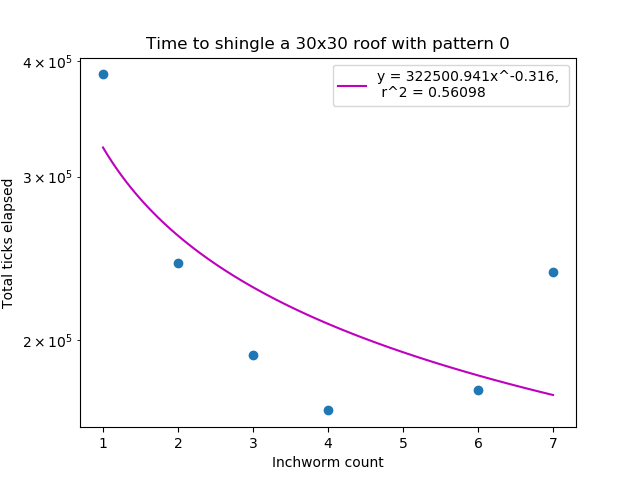 Time to shingle a 30x30 roof with pattern 0
4 × 10^5
3 × 10^5
2 × 10^5
Total ticks elapsed
y = 322500.941x^-0.316,
r^2 = 0.56098
1 2 3 4 5 6 7
Inchworm count